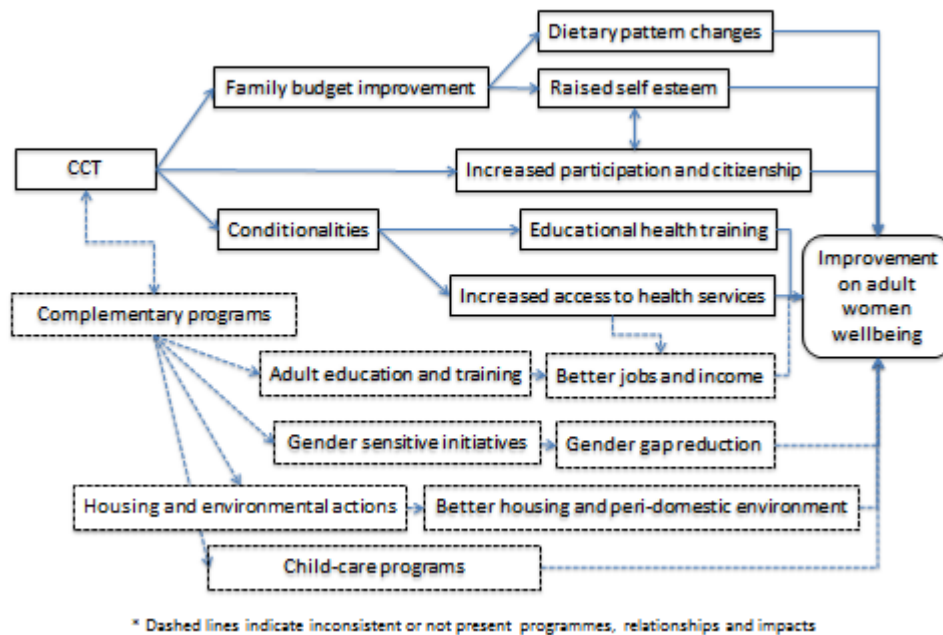 Dietary pattern changes
Family budget improvement
Raised self esteem
CCT
Increased participation and citizenship
Conditionalities
Educational health training
Improvement
on adult
women
wellbeing
Increased access to health services
Complementary programs
Adult education and training
Better jobs and income
Gender sensitive initiatives
Gender gap reduction
Housing and environmental actions
Better housing and peri-domestic environment
Child-care programs
* Dashed lines indicate inconsistent or not present programmes, relationships and impacts